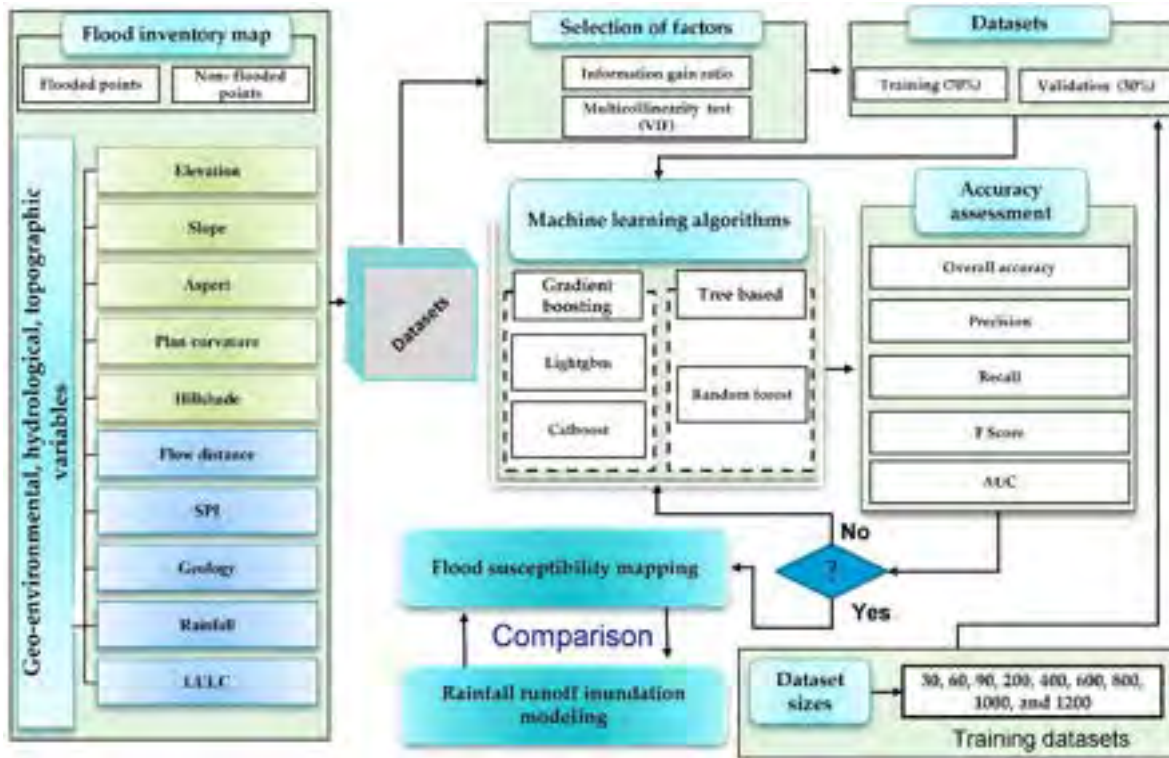 Flood inventory map
Flooded points
Non- flooded
points
Geo-environmental, hydrological, topographic
variables
Elevation
Slope
Aspect
Plan curvature
Hillshade
Flow distance
SPI
Geology
Rainfall
LULC
Datasets
Selection of factors
Information gain ratio
Multicollinearity test
(VIF)
Datasets
Training (70%)
Validation (30%)
Machine learning algorithms
Gradient
boosting
Lightgbm
Catboost
Tree based
Random forest
Accuracy
assessment
Overall accuracy
Precision
Recall
F Score
AUC
No
?
Yes
Flood susceptibility mapping
Comparison
Rainfall runoff inundation
modeling
Dataset
sizes
30, 60, 90, 200, 400, 600, 800,
1000, and 1200
Training datasets